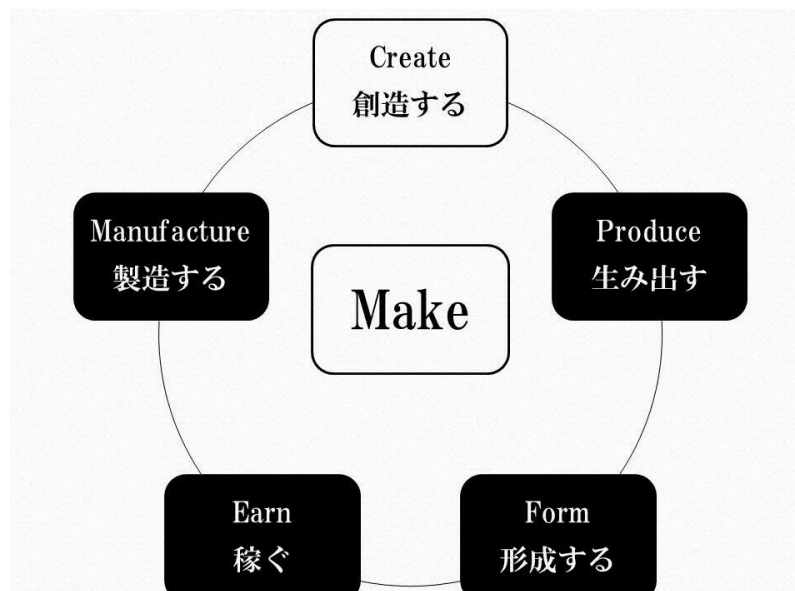 Create
創造する
Manufacture
製造する
Produce
生み出す
Make
Earn
稼ぐ
Form
形成する